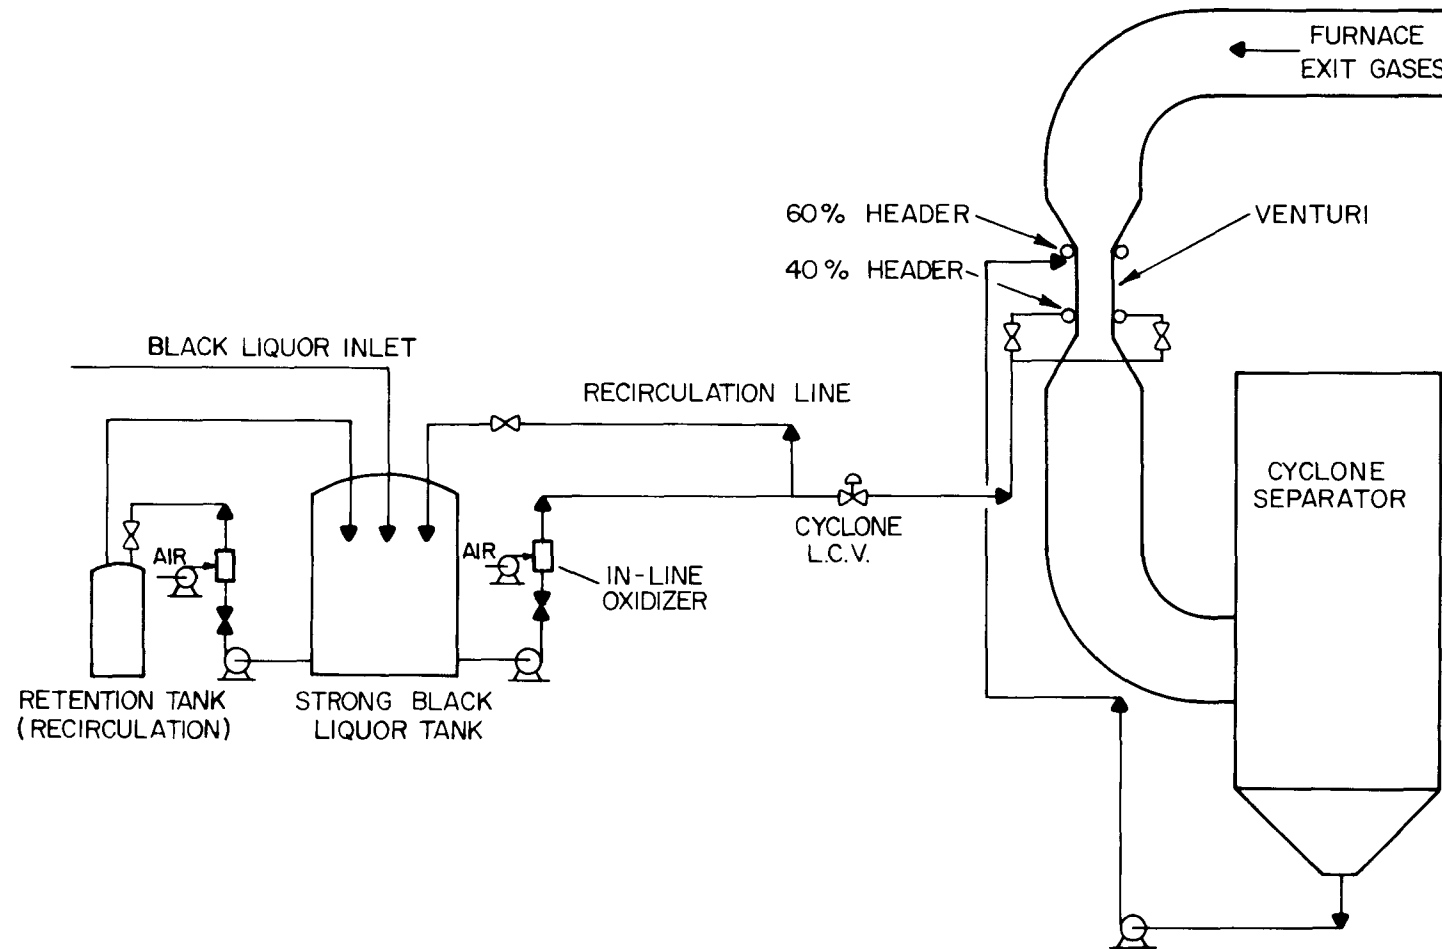 FURNACE
EXIT GASES
60% HEADER
VENTURI
40% HEADER
BLACK LIQUOR INLET
RECIRCULATION LINE
CYCLONE
SEPARATOR
CYCLONE
L.C.V.
AIR
AIR
IN-LINE
OXIDIZER
RETENTION TANK
(RECIRCULATION)
STRONG BLACK
LIQUOR TANK